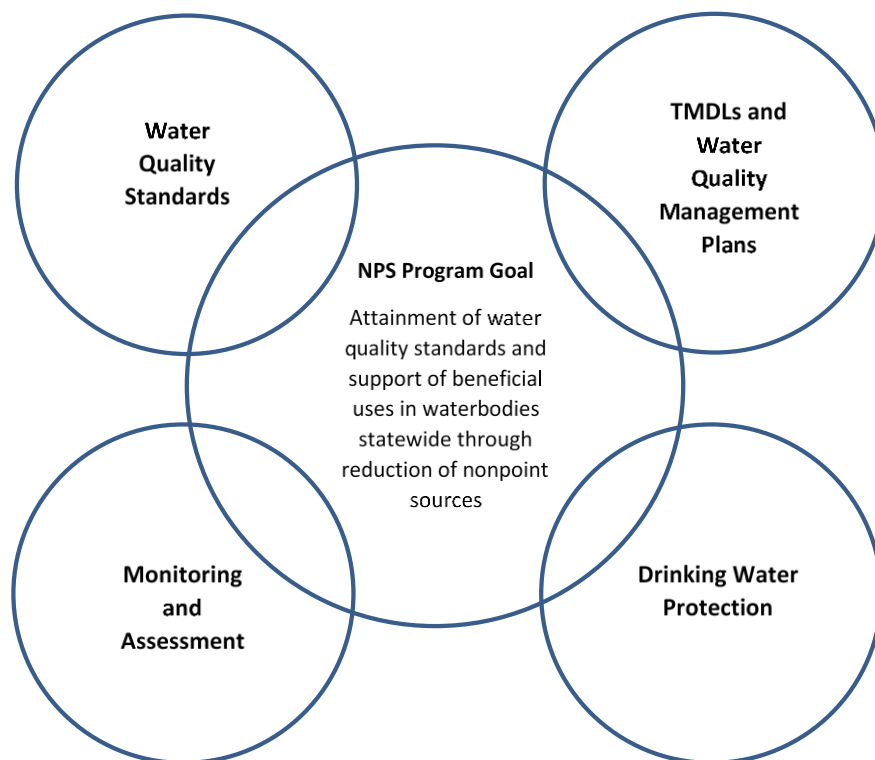 Water
Quality
Standards
TMDLs and
Water
Quality
Management
Plans
NPS Program Goal
Attainment of water
quality standards and
support of beneficial
uses in waterbodies
statewide through
reduction of nonpoint
sources
Monitoring
and
Assessment
Drinking Water
Protection